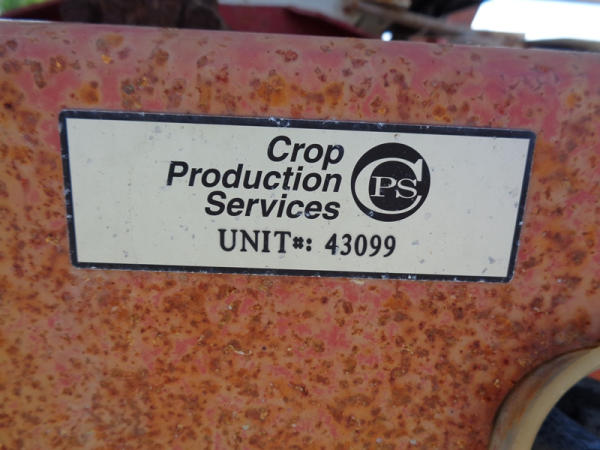 Crop
Production
Services
CPS
UNIT#: 43099